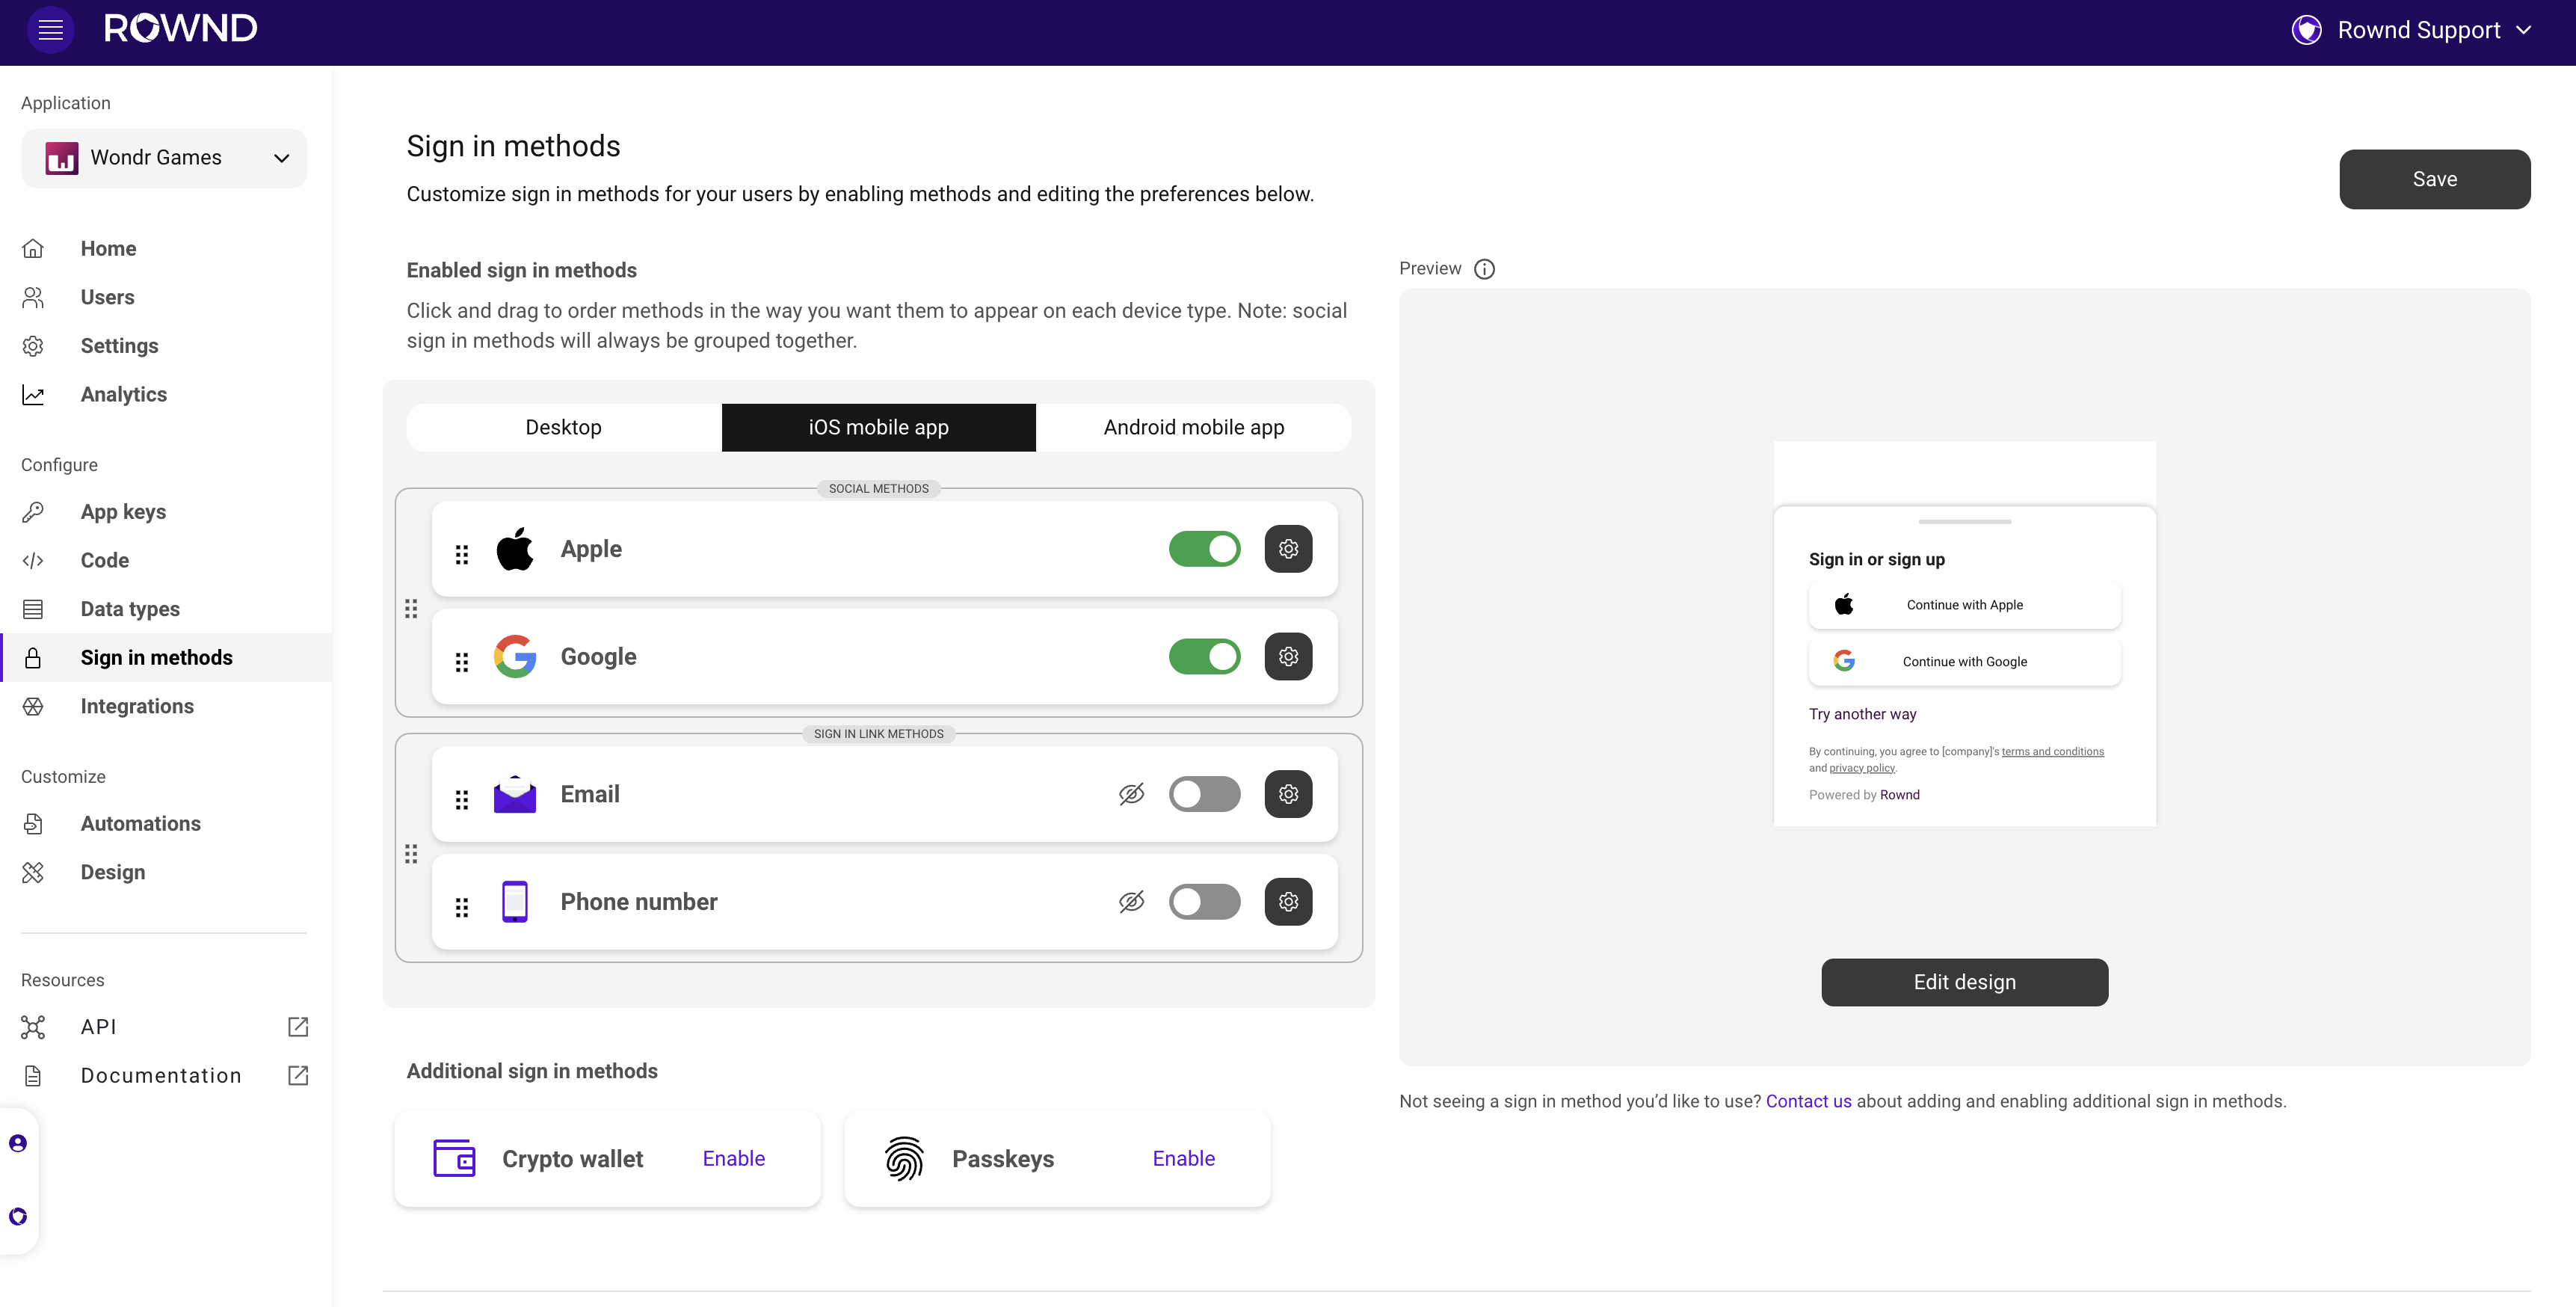 ROWND
Rownd Support
Application
Wondr Games
Home
Users
Settings
Analytics
Configure
App keys
Code
Data types
Sign in methods
Integrations
Customize
Automations
Design
Resources
API
Documentation
Sign in methods
Customize sign in methods for your users by enabling methods and editing the preferences below.
Save
Enabled sign in methods
Click and drag to order methods in the way you want them to appear on each device type. Note: social
sign in methods will always be grouped together.
Desktop
iOS mobile app
Android mobile app
SOCIAL METHODS
Apple
Google
SIGN IN LINK METHODS
Email
Phone number
Additional sign in methods
Crypto wallet
Enable
Passkeys
Enable
Preview
Sign in or sign up
Continue with Apple
Continue with Google
Try another way
By continuing, you agree to [company]'s terms and conditions
and privacy policy.
Powered by Rownd
Edit design
Not seeing a sign in method you’d like to use? Contact us about adding and enabling additional sign in methods.